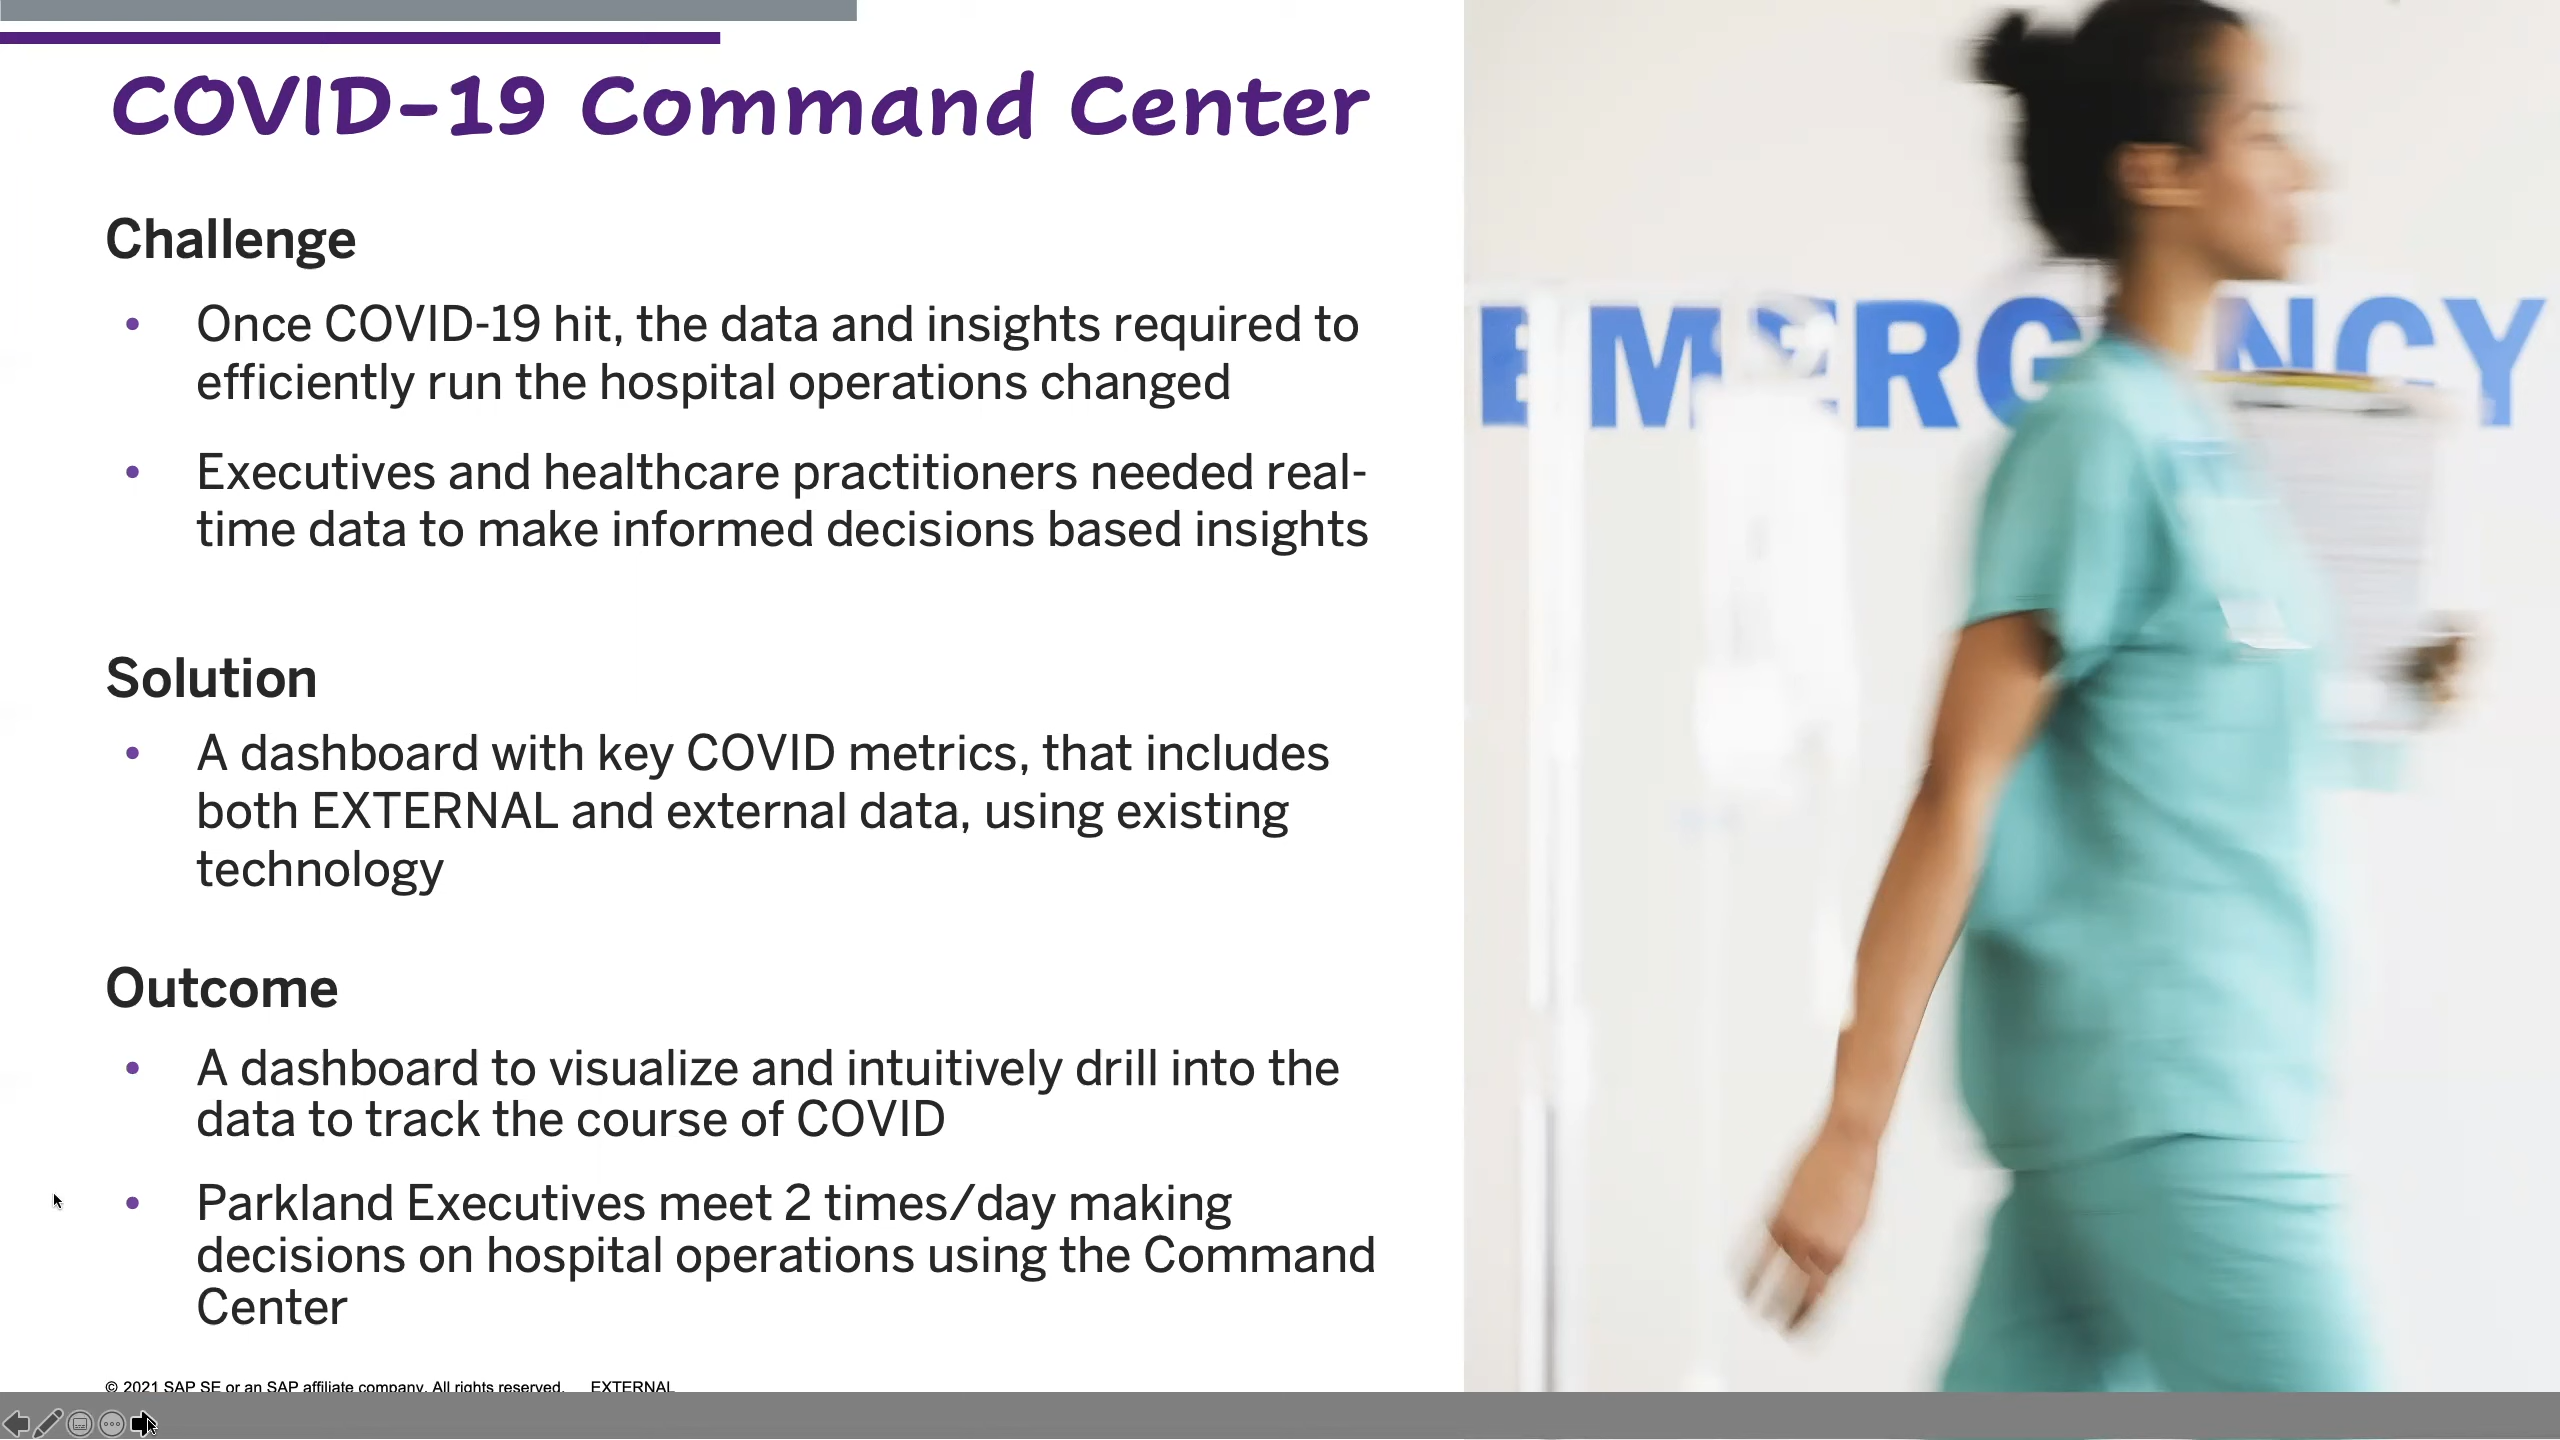 COVID-19 Command Center
Challenge
• Once COVID-19 hit, the data and insights required to
efficiently run the hospital operations changed
• Executives and healthcare practitioners needed real-
time data to make informed decisions based insights
Solution
• A dashboard with key COVID metrics, that includes
both EXTERNAL and external data, using existing
technology
Outcome
• A dashboard to visualize and intuitively drill into the
data to track the course of COVID
• Parkland Executives meet 2 times/day making
decisions on hospital operations using the Command
Center
© 2021 SAP SE or an SAP affiliate company. All rights reserved. EXTERNAL
EMERGENCY